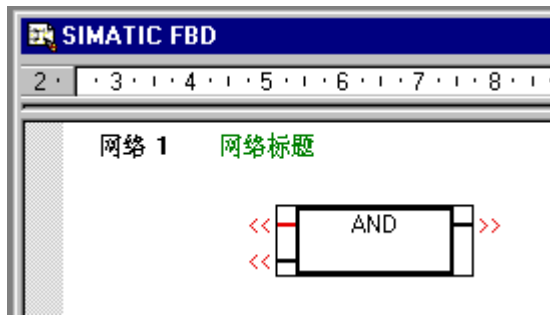 SIMATIC FBD
2 · · 3 · ı · 4 · ı · 5 · ı · 6 · ı · 7 · ı · 8 · ı
网络 1 网络标题
<< AND >>
<<